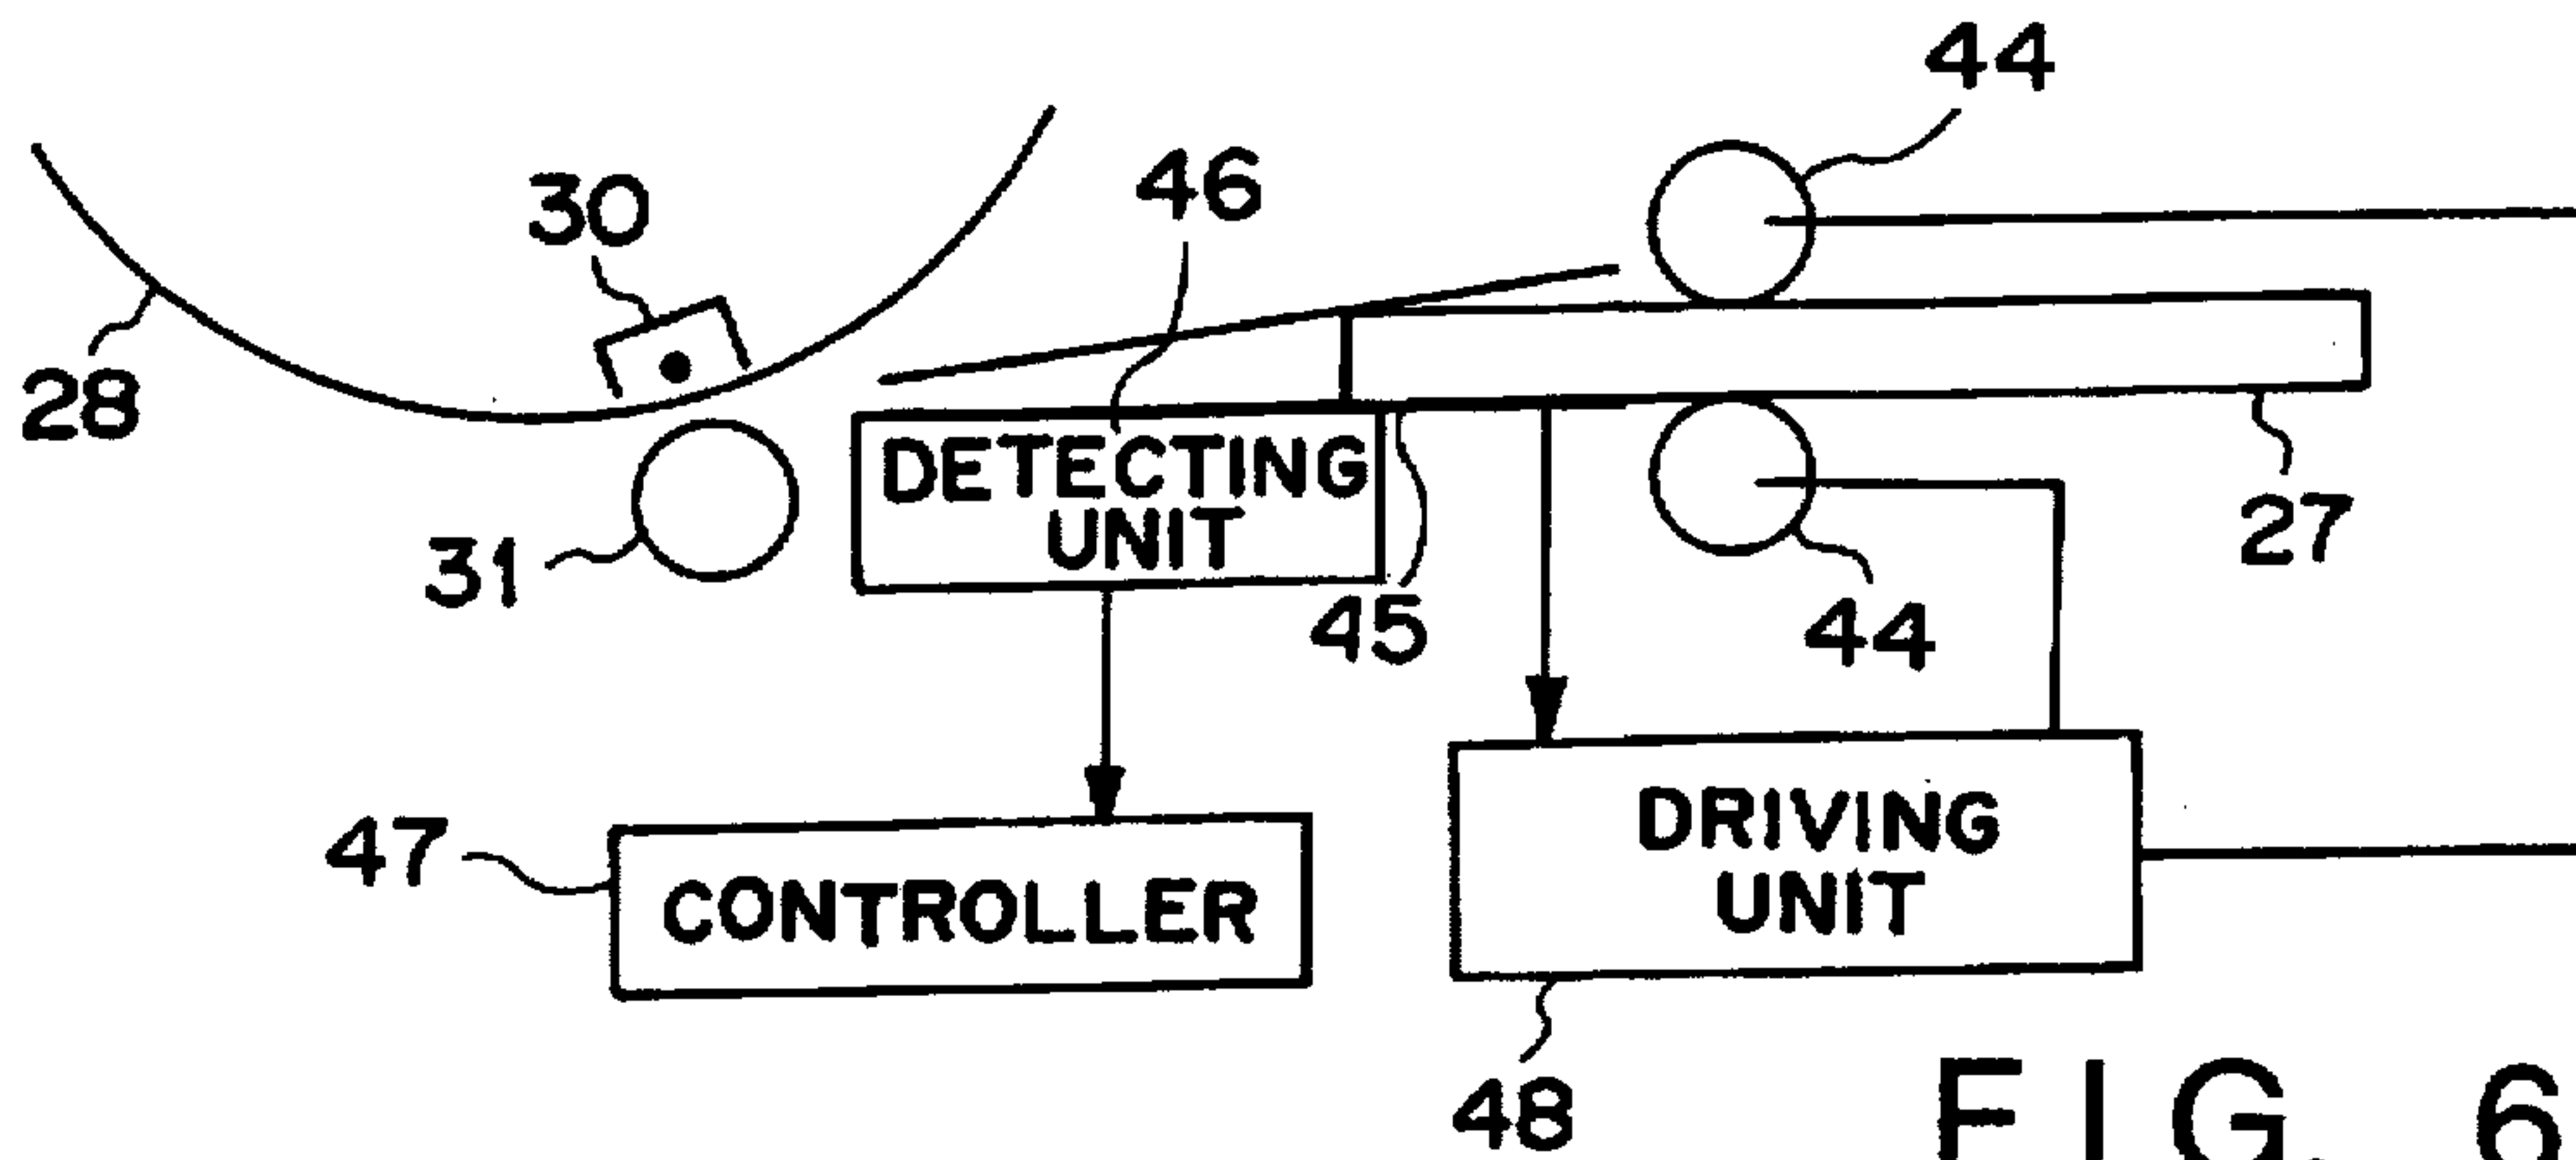 44
46
30
28
DETECTING
UNIT
27
31
45
44
47
CONTROLLER
DRIVING
UNIT
48
FIG. 6